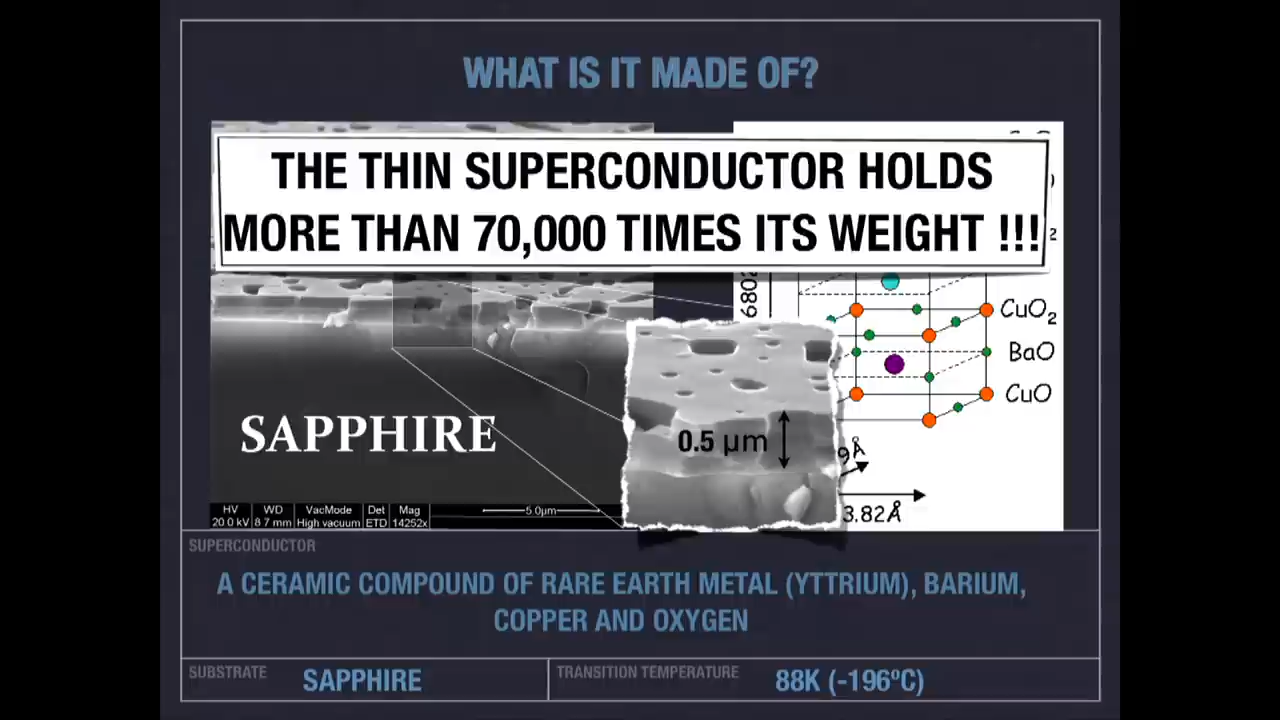 WHAT IS IT MADE OF?
THE THIN SUPERCONDUCTOR HOLDS
MORE THAN 70,000 TIMES ITS WEIGHT !!!
CuO2
BaO
CuO
SAPPHIRE
0.5 µm
9Å
3.82Å
HV WD VacMode Det Mag
20.0 kV 8.7 mm High vacuum ETD 14252x
5.0µm
SUPERCONDUCTOR
A CERAMIC COMPOUND OF RARE EARTH METAL (YTTRIUM), BARIUM,
COPPER AND OXYGEN
SUBSTRATE SAPPHIRE
TRANSITION TEMPERATURE 88K (-196ºC)